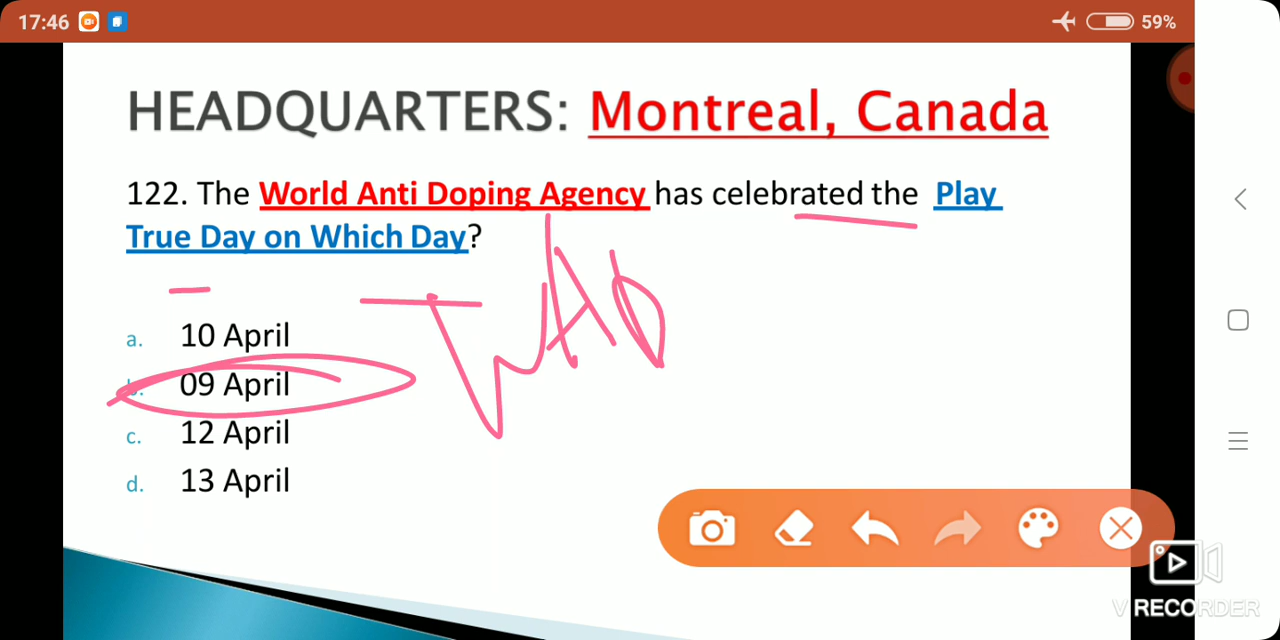 17:46
59%
HEADQUARTERS: Montreal, Canada
122. The World Anti Doping Agency has celebrated the Play
True Day on Which Day?
WAD
a. 10 April
b. 09 April
c. 12 April
d. 13 April
V RECORDER